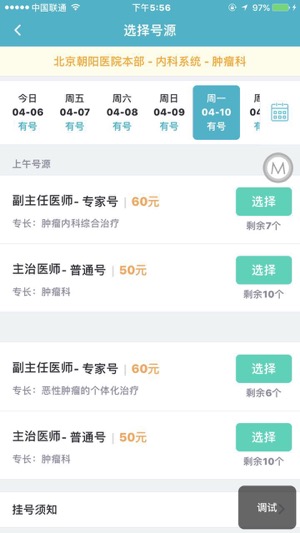 中国联通 下午5:56 97%
选择号源
北京朝阳医院本部 - 内科系统 - 肿瘤科
今日 周五 周六 周日 周一 周
04-06 04-07 04-08 04-09 04-10 04
有号 有号 有号 有号 有号 有
上午号源
M
副主任医师- 专家号 | 60元 选择
专长：肿瘤内科综合治疗 剩余7个
主治医师- 普通号 | 50元 选择
专长：肿瘤科 剩余10个
副主任医师- 专家号 | 60元 选择
专长：恶性肿瘤的个体化治疗 剩余6个
主治医师- 普通号 | 50元 选择
专长：肿瘤科 剩余10个
挂号须知 调试